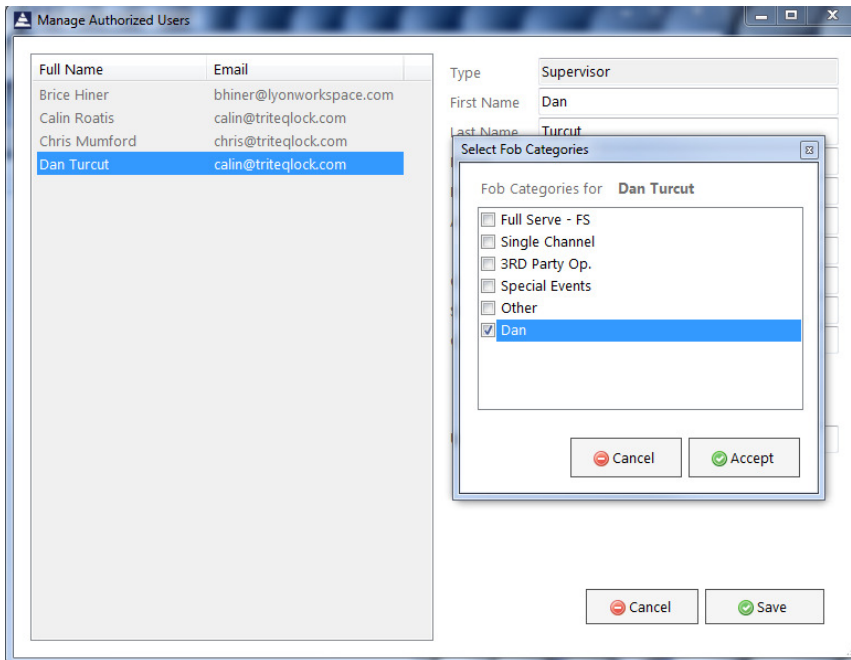 Manage Authorized Users
Full Name Email
Brice Hiner bhiner@lyonworkspace.com
Calin Roatis calin@triteqlock.com
Chris Mumford chris@triteqlock.com
Dan Turcut calin@triteqlock.com
Type Supervisor
First Name Dan
Last Name Turcut
Select Fob Categories
Fob Categories for Dan Turcut
Full Serve - FS
Single Channel
3RD Party Op.
Special Events
Other
Dan
Cancel Accept
Cancel Save